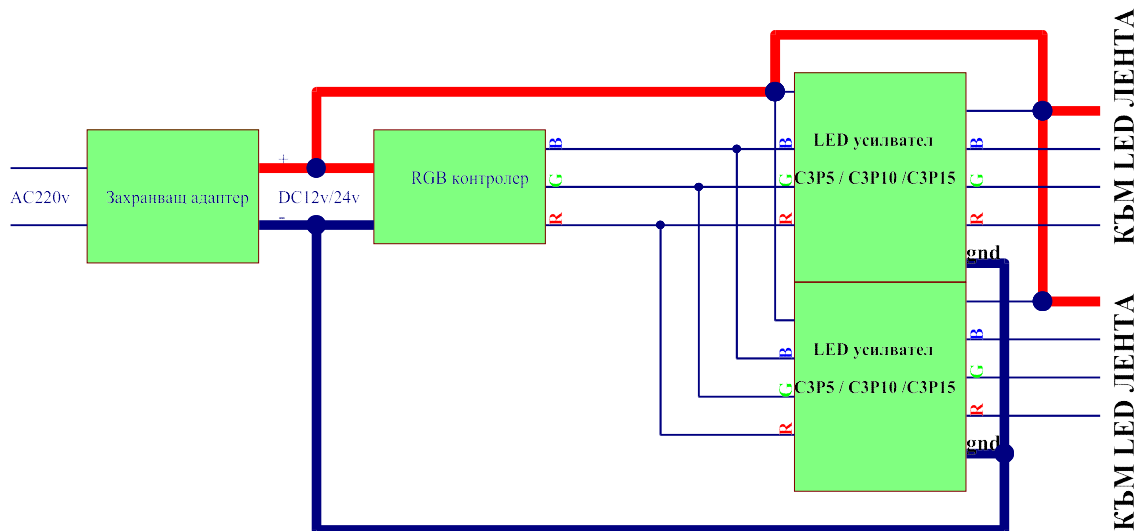 AC220v
Захранващ адаптер
+
DC12v/24v
-
RGB контролер
B
G
R
B
G
R
LED усилвател
C3P5 / C3P10 /C3P15
B
G
R
gnd
КЪМ LED ЛЕНТА
B
G
R
LED усилвател
C3P5 / C3P10 /C3P15
B
G
R
gnd
КЪМ LED ЛЕНТА